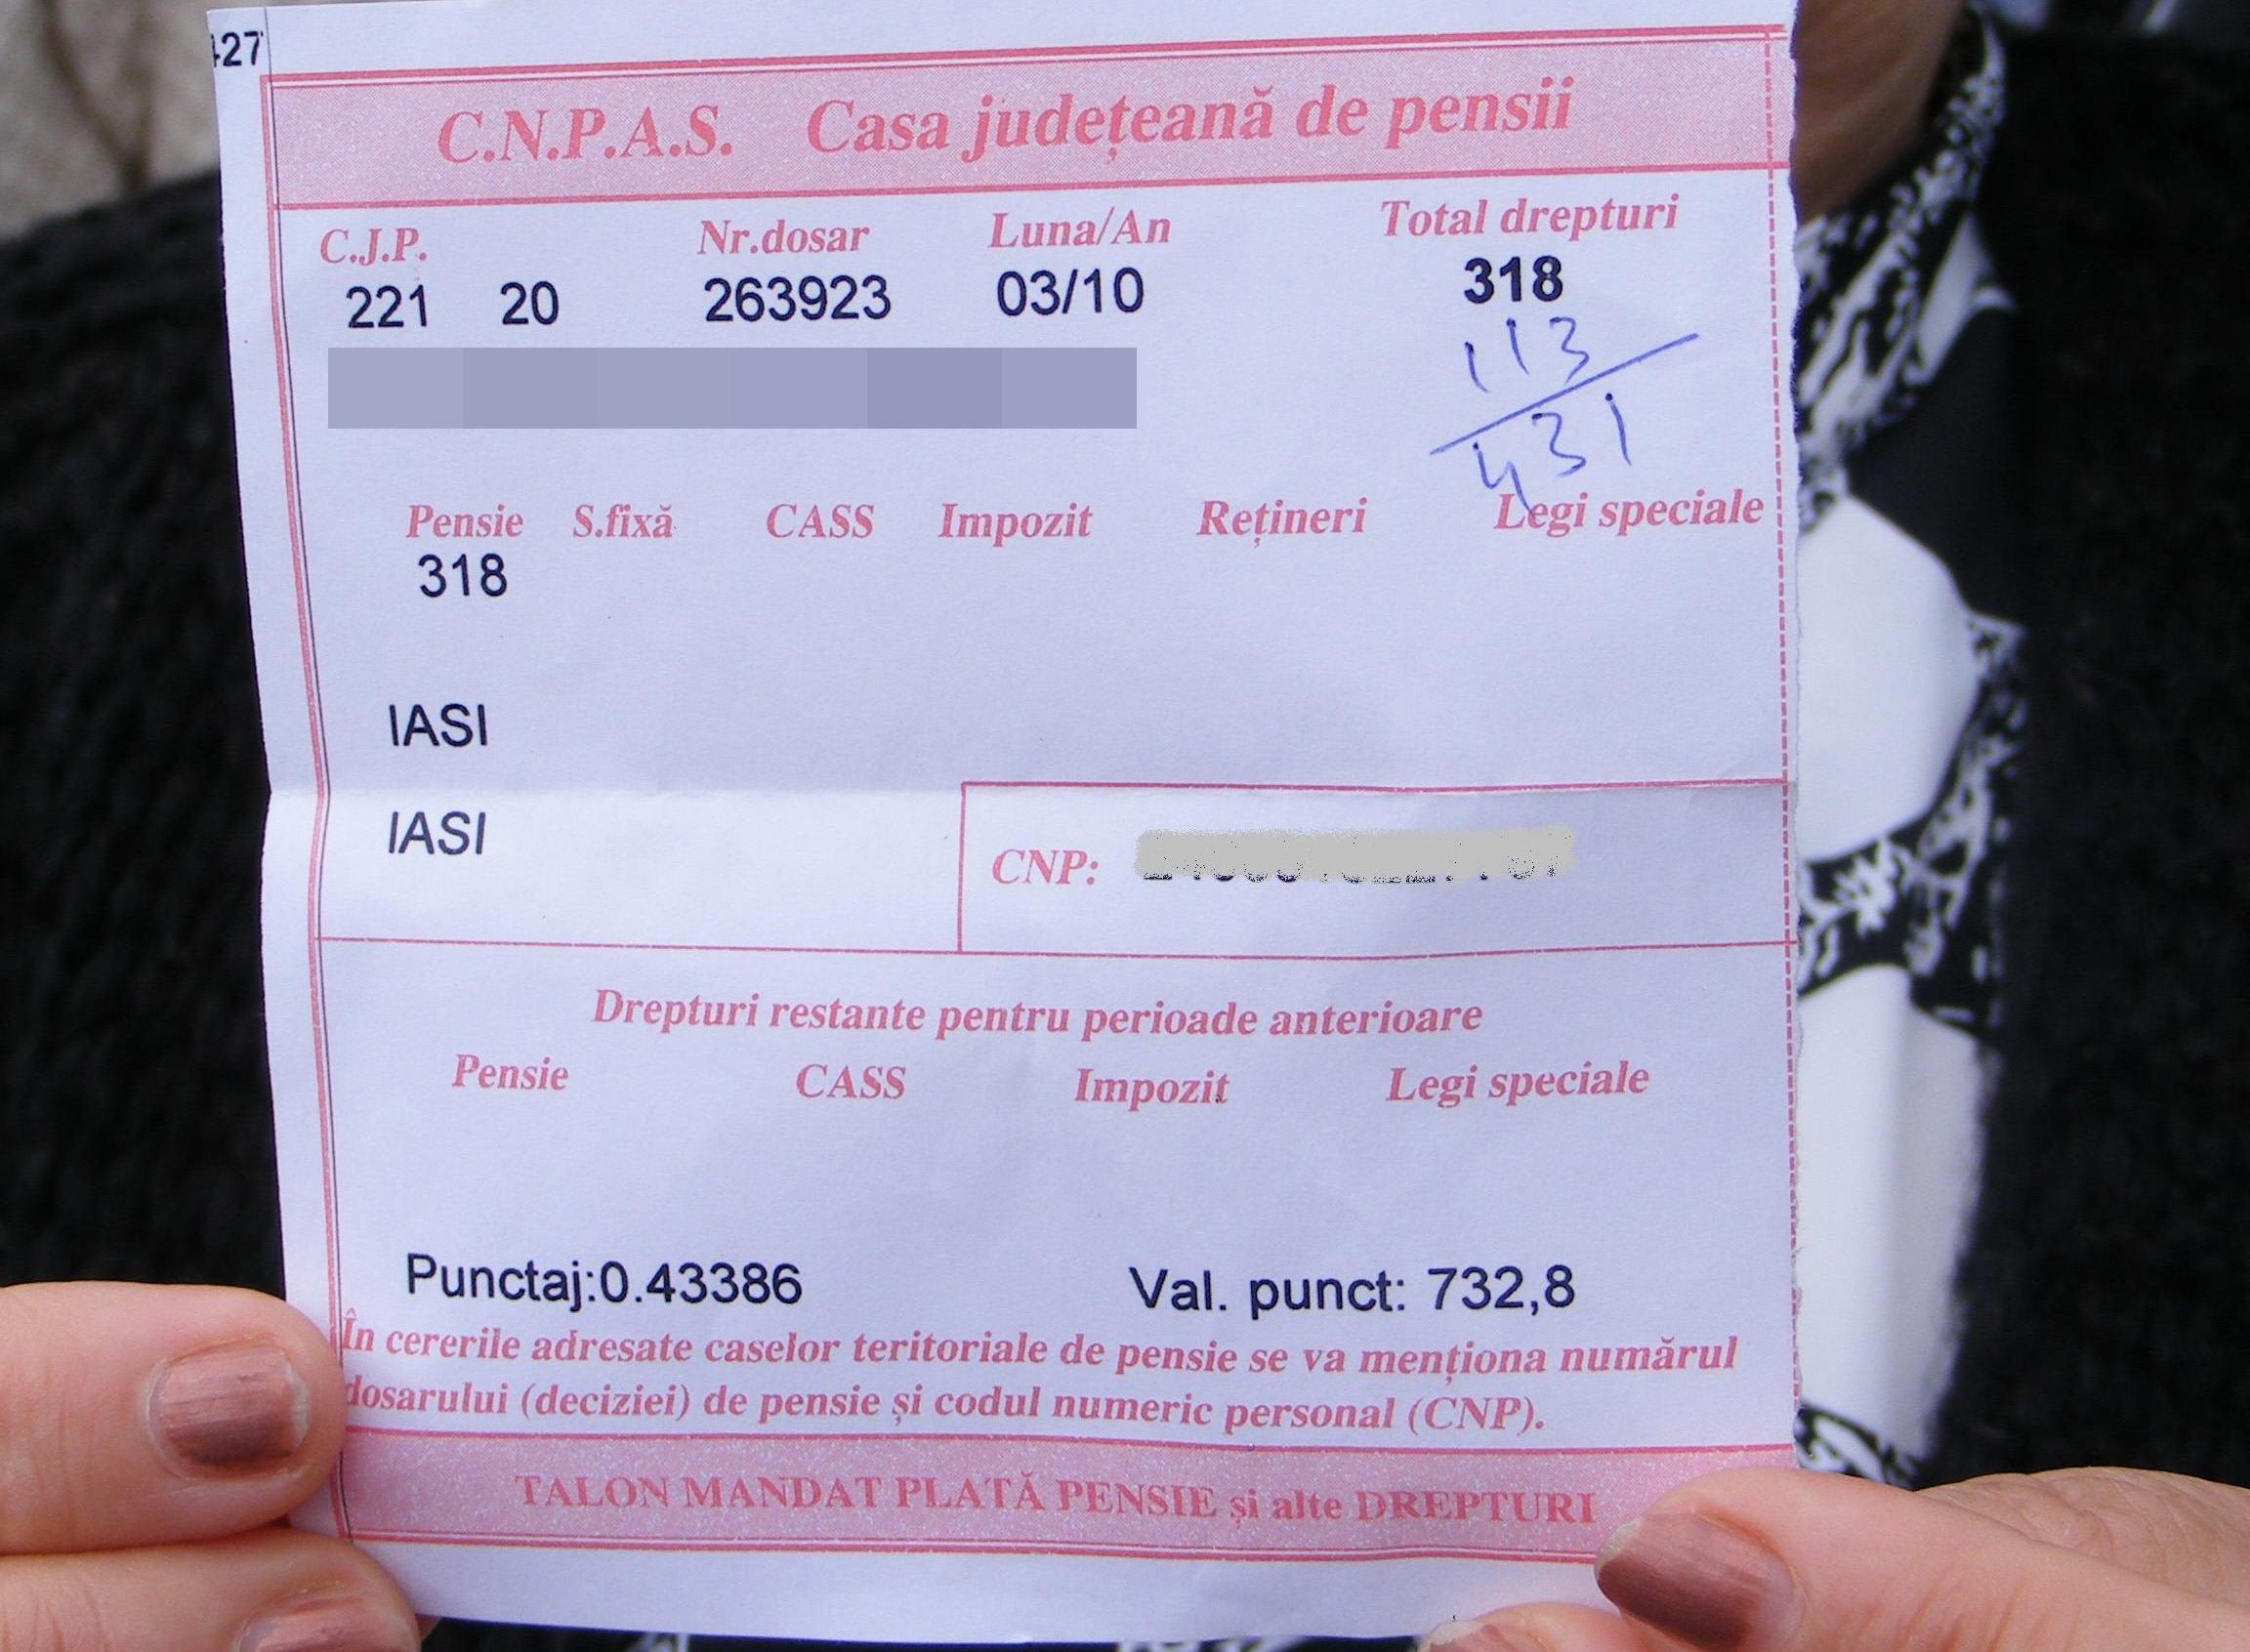 427
C.N.P.A.S. Casa județeană de pensii
C.J.P. Nr.dosar Luna/An Total drepturi
221 20 263923 03/10 318
113
431
Pensie S.fixă CASS Impozit Rețineri Legi speciale
318
IASI
IASI
CNP:
Drepturi restante pentru perioade anterioare
Pensie CASS Impozit Legi speciale
Punctaj:0.43386 Val. punct: 732,8
În cererile adresate caselor teritoriale de pensie se va menționa numărul
dosarului (deciziei) de pensie și codul numeric personal (CNP).
TALON MANDAT PLATĂ PENSIE și alte DREPTURI